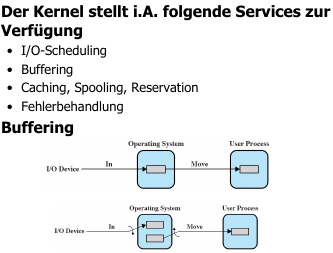 Der Kernel stellt i.A. folgende Services zur
Verfügung
• I/O-Scheduling
• Buffering
• Caching, Spooling, Reservation
• Fehlerbehandlung
Buffering
Operating System User Process
I/O Device In Move
Operating System User Process
I/O Device In Move